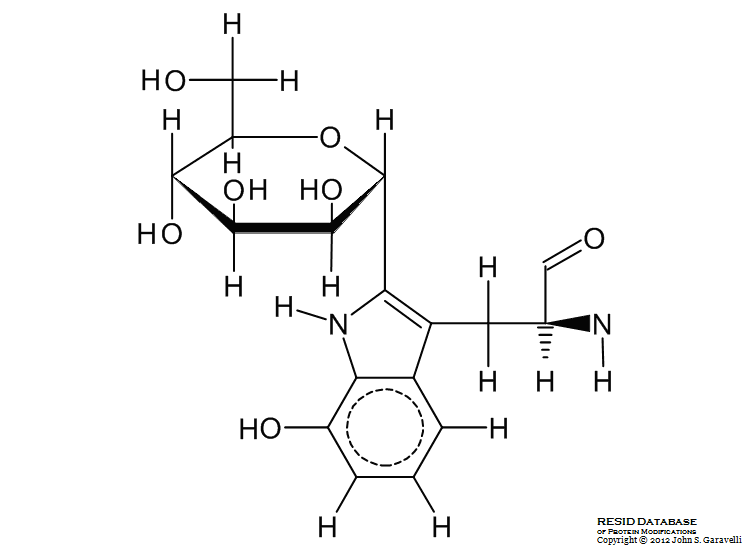 H
HO H
H O H
H
OH HO
HO
O
H H H
H N N
H H H
HO H
H H
RESID DATABASE
OF PROTEIN MODIFICATIONS
Copyright © 2012 John S. Garavelli